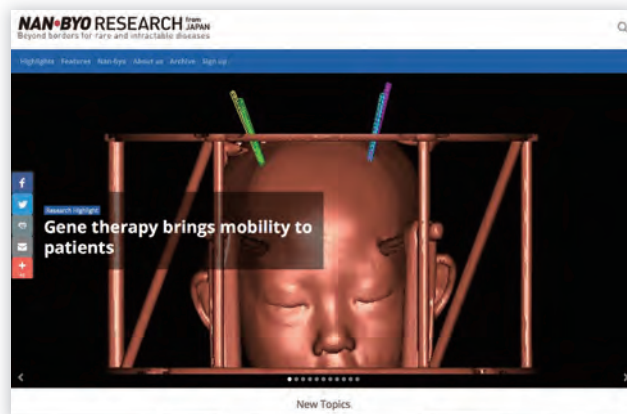 NAN•BYO RESEARCH from JAPAN
Beyond borders for rare and intractable diseases
Highlights Features Nan-byo About us Archive Sign up
Research Highlight
Gene therapy brings mobility to
patients
New Topics